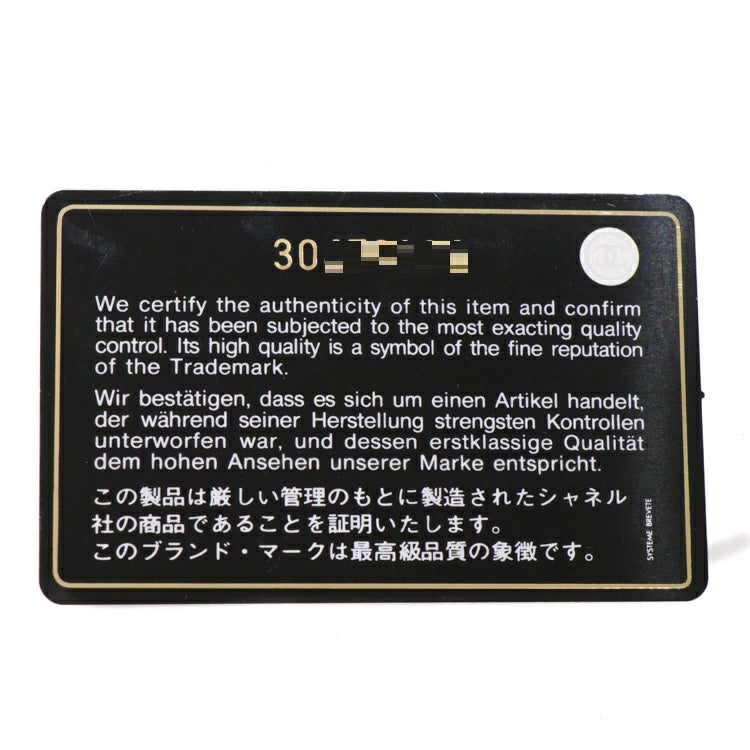 30
We certify the authenticity of this item and confirm
that it has been subjected to the most exacting quality
control. Its high quality is a symbol of the fine reputation
of the Trademark.
Wir bestätigen, dass es sich um einen Artikel handelt,
der während seiner Herstellung strengsten Kontrollen
unterworfen war, und dessen erstklassige Qualität
dem hohen Ansehen unserer Marke entspricht.
この製品は厳しい管理のもとに製造されたシャネル
社の商品であることを証明いたします。
このブランド・マークは最高級品質の象徴です。
SYSTEME BREVETE